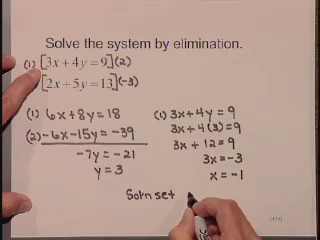 Solve the system by elimination.
(1) [3x + 4y = 9](2)
[2x + 5y = 13](-3)
(1) 6x + 8y = 18
(2) -6x - 15y = -39
-7y = -21
y = 3
(1) 3x + 4y = 9
3x + 4(3) = 9
3x + 12 = 9
3x = -3
x = -1
Soln set